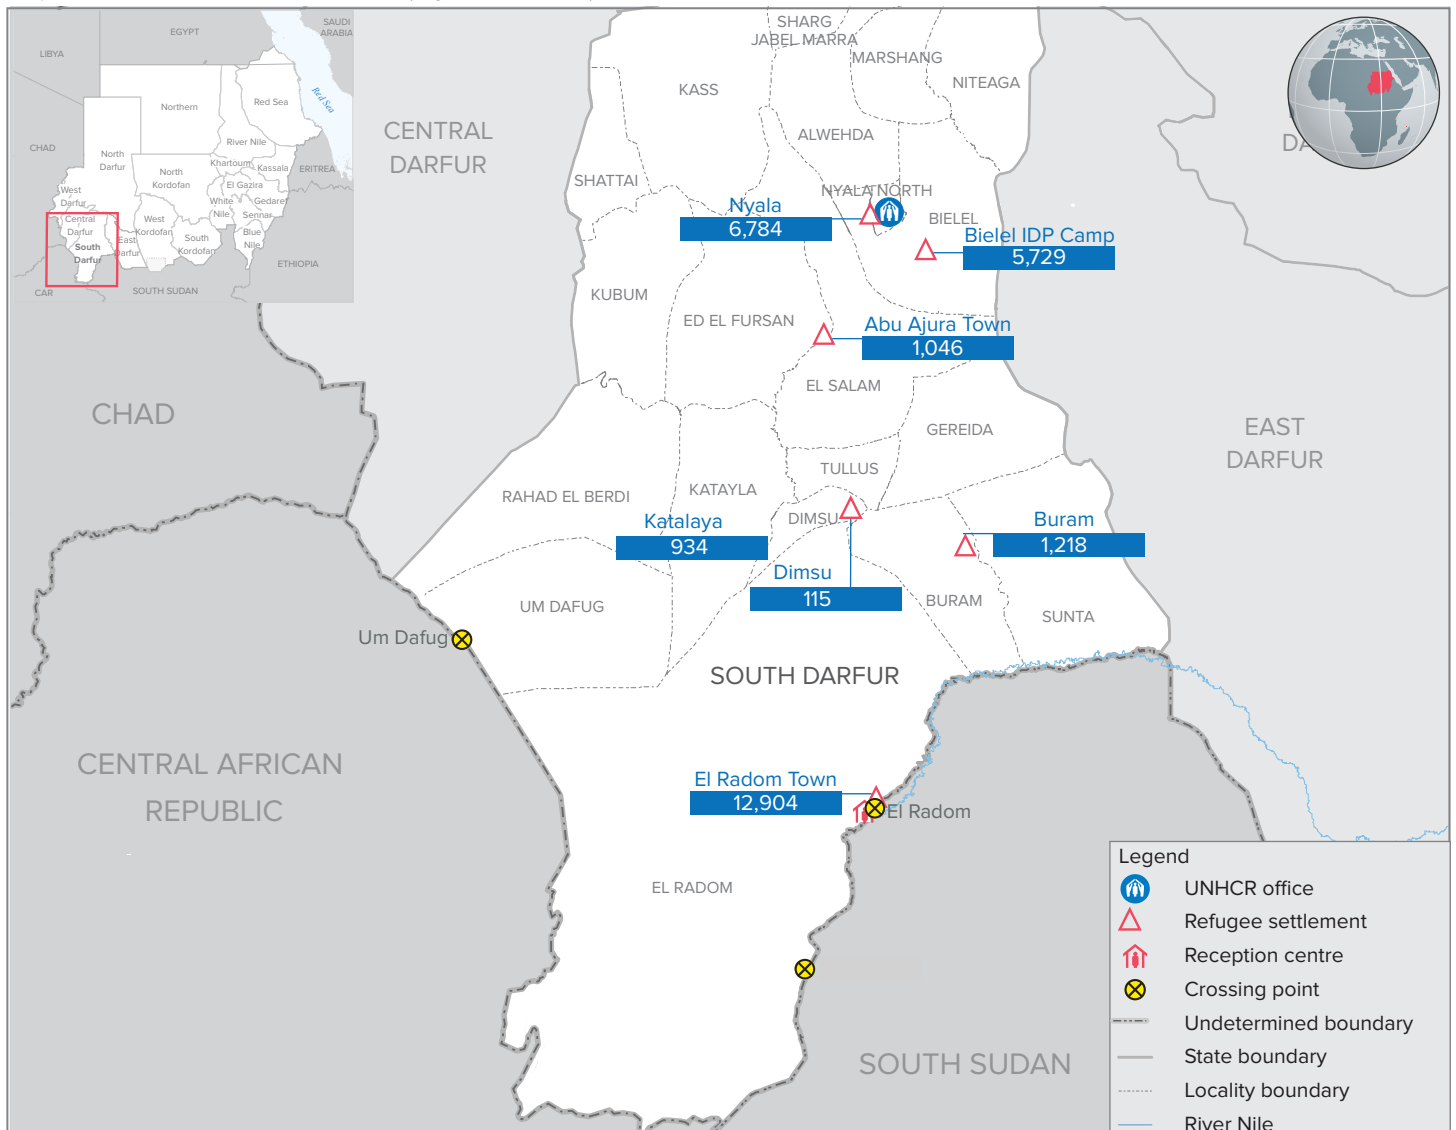 SAUDI
ARABIA
EGYPT
LIBYA
Red Sea
Northern
Red Sea
CHAD
River Nile
North
Darfur
Khartoum
Kassala
ERITREA
North
Kordofan
El Gazira
West
Darfur
White
Nile
Gedaref
Sennar
Central
Darfur
West
Kordofan
Blue
Nile
East
Darfur
South
Kordofan
South
Darfur
ETHIOPIA
CAR
SOUTH SUDAN
SHARG
JABEL MARRA
MARSHANG
NITEAGA
KASS
CENTRAL
DARFUR
ALWEHDA
DA
SHATTAI
NYALA NORTH
Nyala
6,784
BIELEL
Bielel IDP Camp
5,729
KUBUM
ED EL FURSAN
Abu Ajura Town
1,046
EL SALAM
CHAD
GEREIDA
EAST
DARFUR
TULLUS
RAHAD EL BERDI
KATAYLA
DIMSU
Katalaya
934
Buram
1,218
Dimsu
115
UM DAFUG
BURAM
SUNTA
Um Dafug
SOUTH DARFUR
CENTRAL AFRICAN
REPUBLIC
El Radom Town
12,904
El Radom
EL RADOM
SOUTH SUDAN
Legend
UNHCR office
Refugee settlement
Reception centre
Crossing point
Undetermined boundary
State boundary
Locality boundary
River Nile